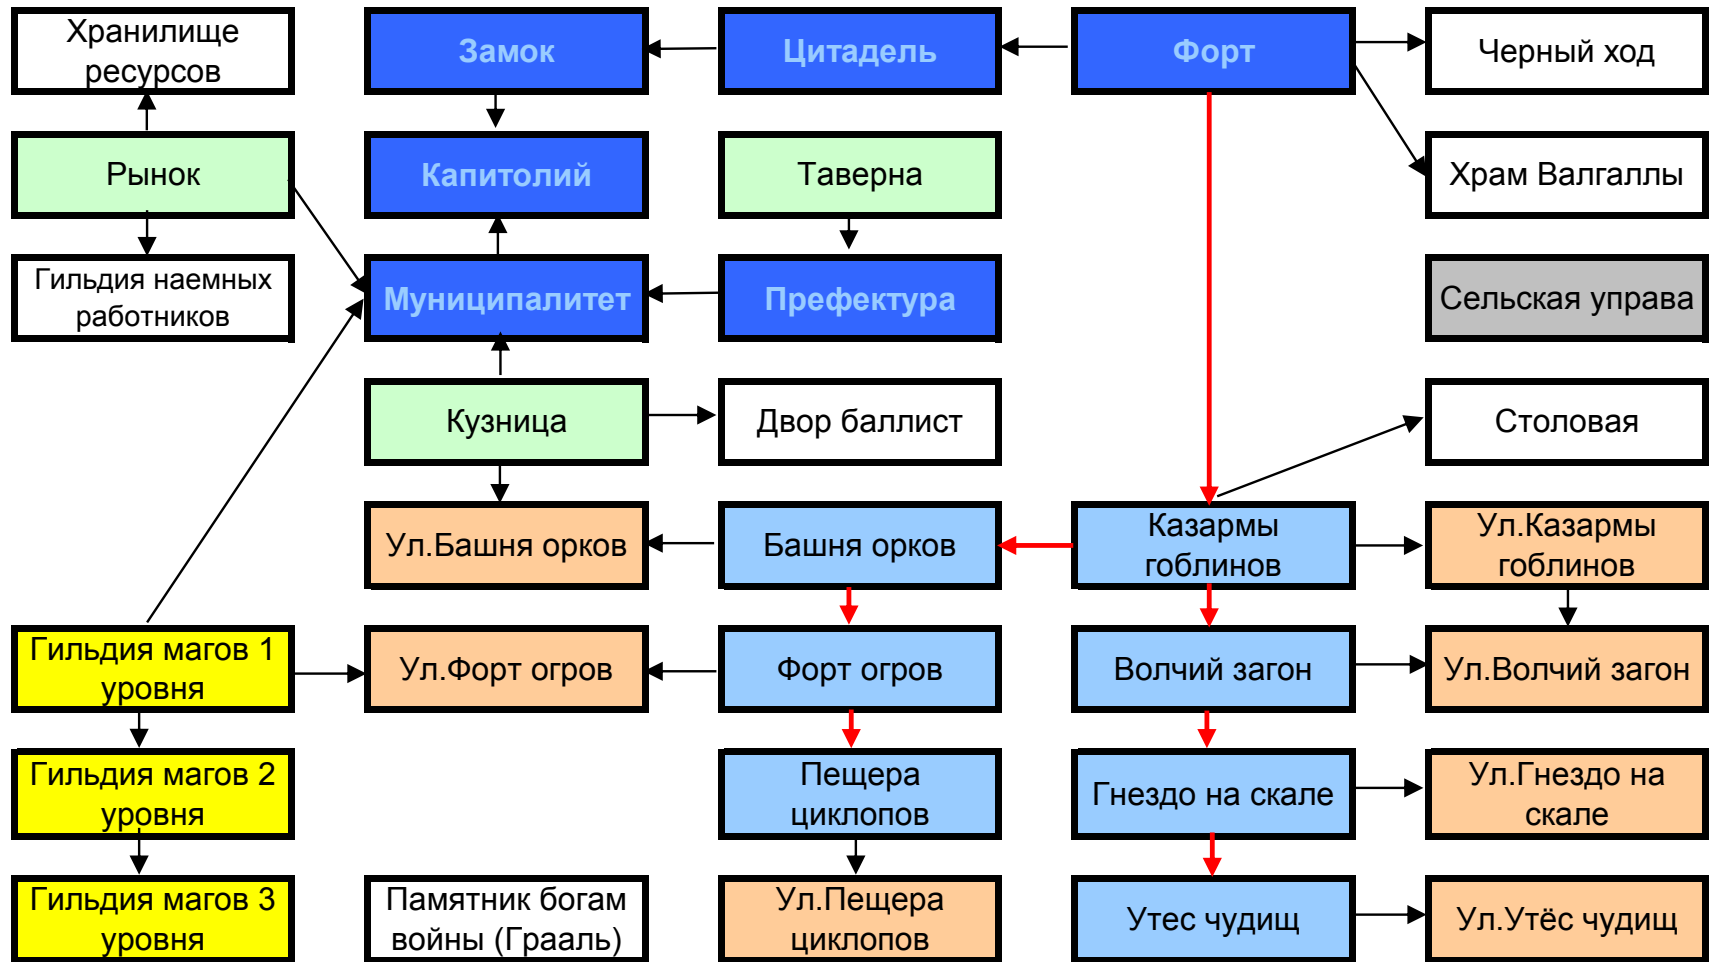 Хранилище
ресурсов
Замок
Цитадель
Форт
Черный ход
Рынок
Капитолий
Таверна
Храм Валгаллы
Гильдия наемных
работников
Муниципалитет
Префектура
Сельская управа
Кузница
Двор баллист
Столовая
Ул.Башня орков
Башня орков
Казармы
гоблинов
Ул.Казармы
гоблинов
Гильдия магов 1
уровня
Ул.Форт огров
Форт огров
Волчий загон
Ул.Волчий загон
Гильдия магов 2
уровня
Пещера
циклопов
Гнездо на скале
Ул.Гнездо на
скале
Гильдия магов 3
уровня
Памятник богам
войны (Грааль)
Ул.Пещера
циклопов
Утес чудищ
Ул.Утёс чудищ